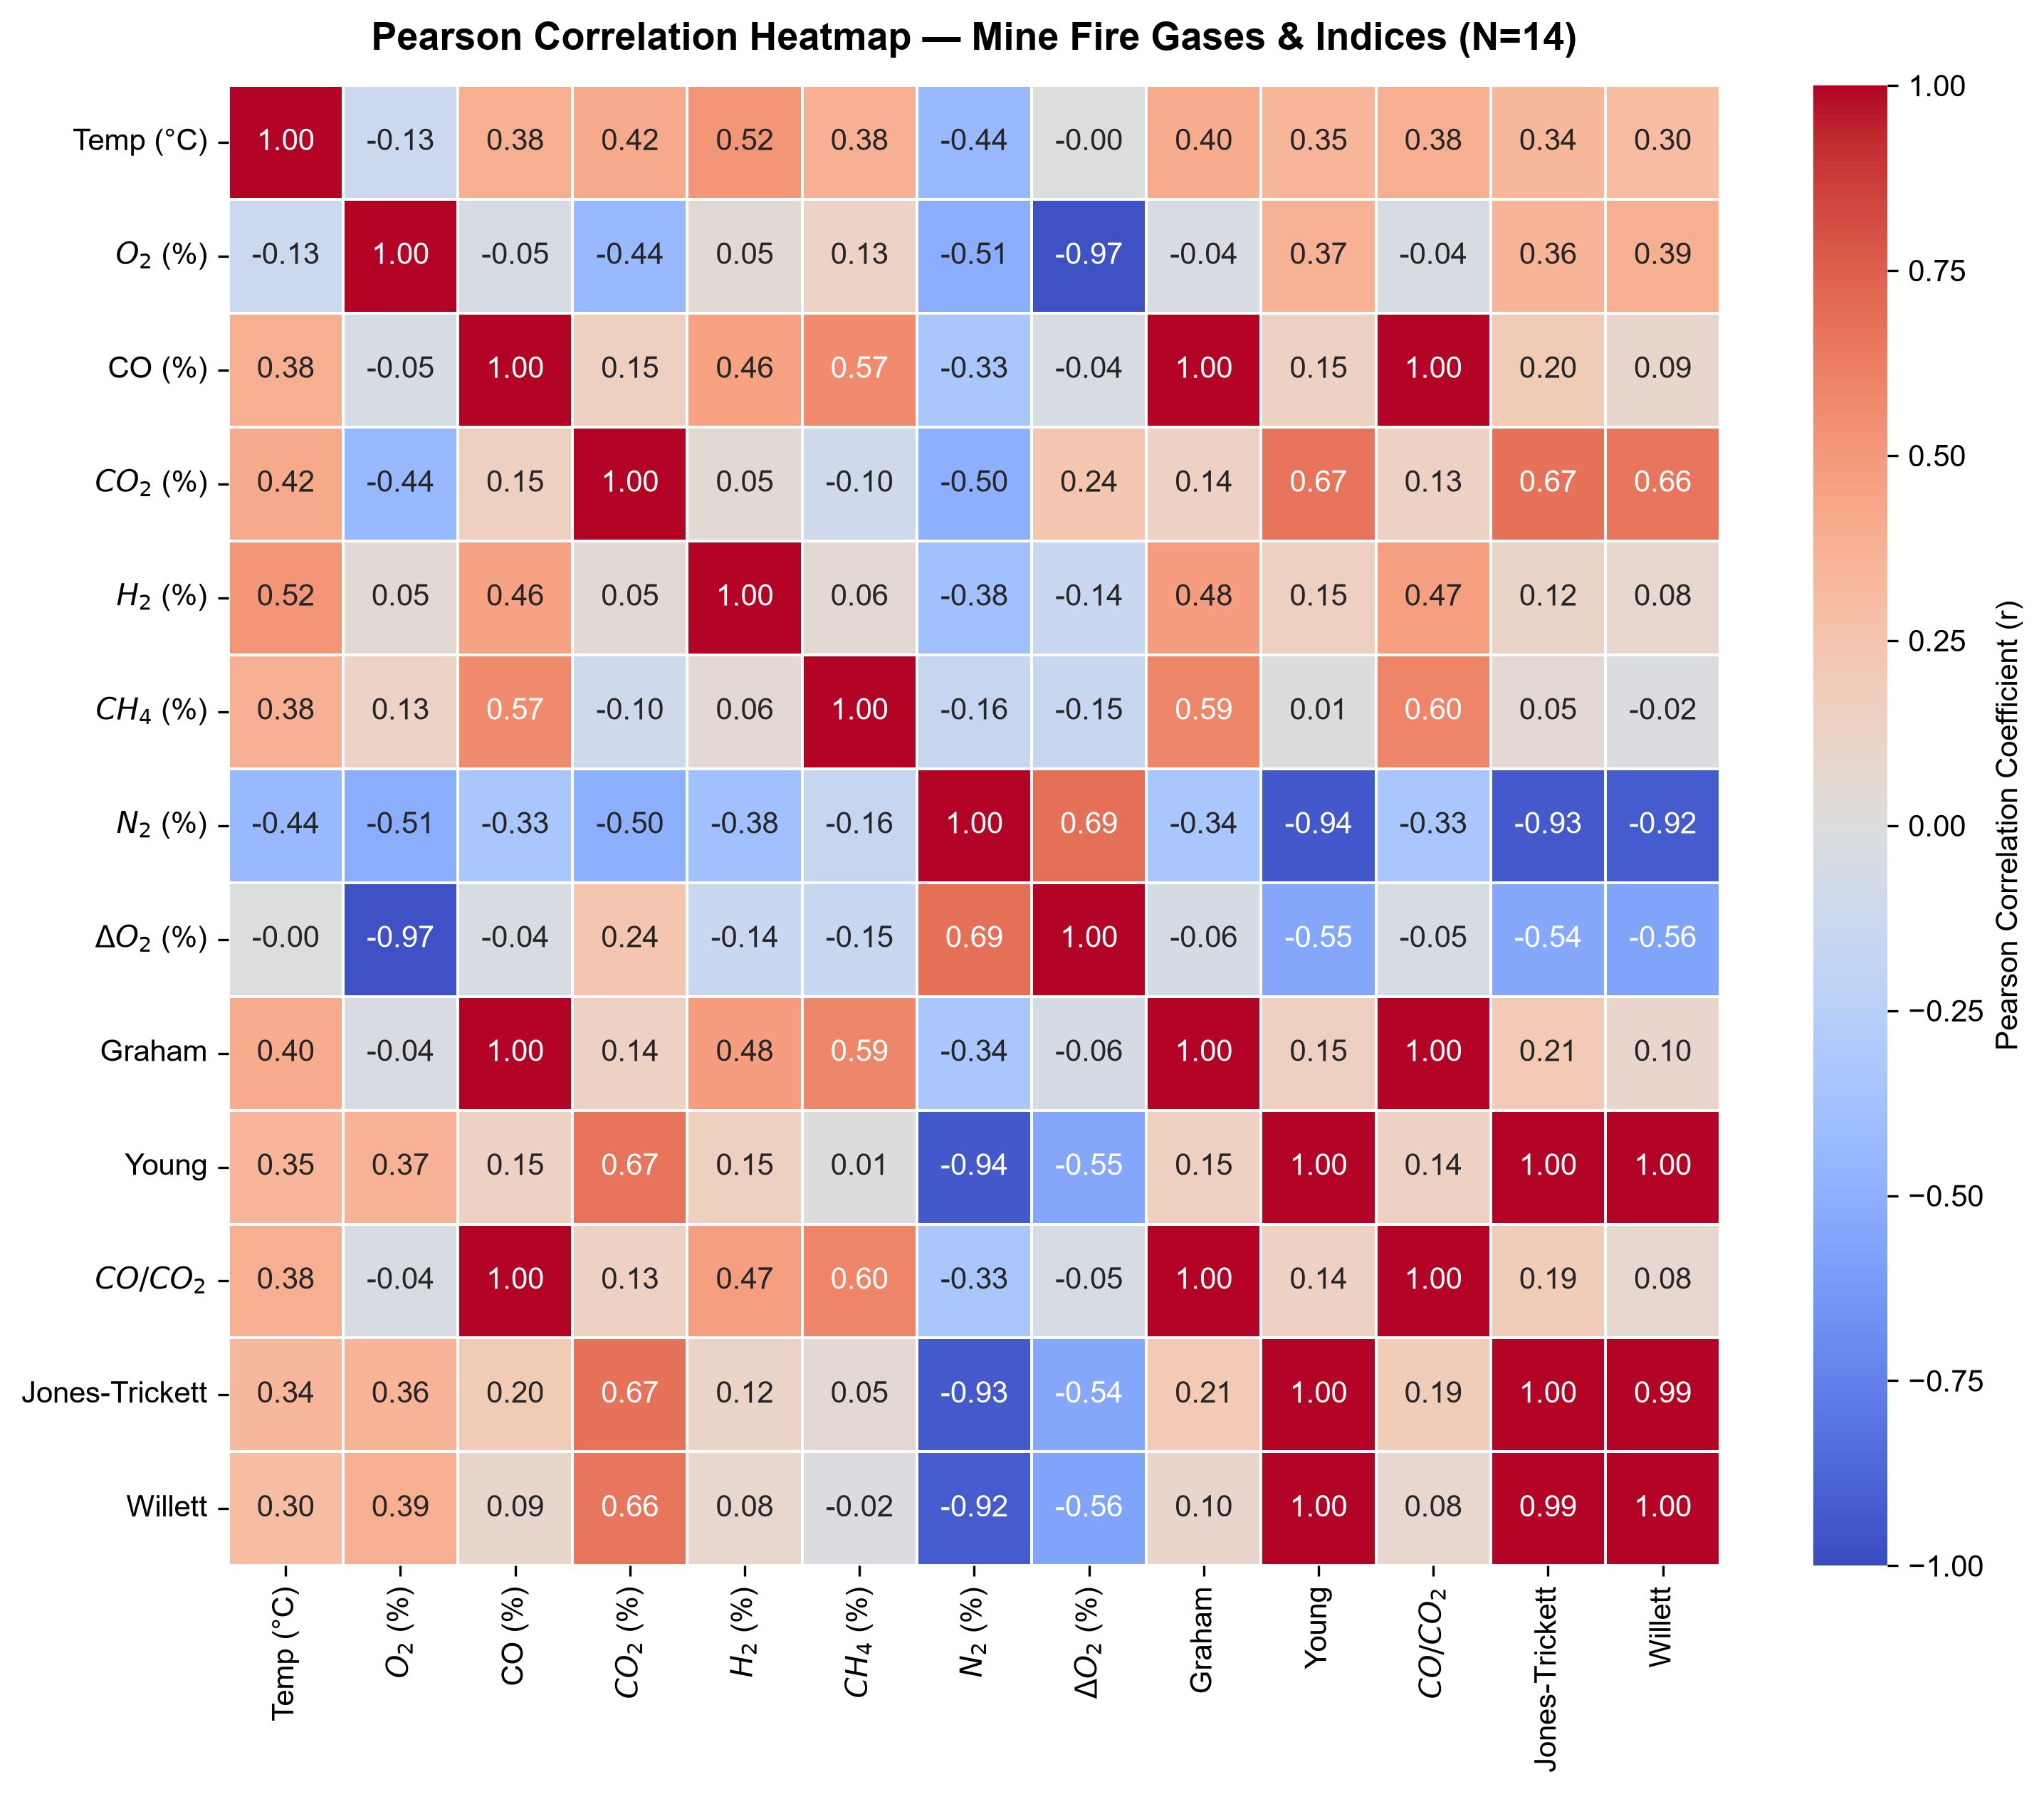 Pearson Correlation Heatmap — Mine Fire Gases & Indices (N=14)
Temp (°C) 1.00 -0.13 0.38 0.42 0.52 0.38 -0.44 -0.00 0.40 0.35 0.38 0.34 0.30
O₂ (%) -0.13 1.00 -0.05 -0.44 0.05 0.13 -0.51 -0.97 -0.04 0.37 -0.04 0.36 0.39
CO (%) 0.38 -0.05 1.00 0.15 0.46 0.57 -0.33 -0.04 1.00 0.15 1.00 0.20 0.09
CO₂ (%) 0.42 -0.44 0.15 1.00 0.05 -0.10 -0.50 0.24 0.14 0.67 0.13 0.67 0.66
H₂ (%) 0.52 0.05 0.46 0.05 1.00 0.06 -0.38 -0.14 0.48 0.15 0.47 0.12 0.08
CH₄ (%) 0.38 0.13 0.57 -0.10 0.06 1.00 -0.16 -0.15 0.59 0.01 0.60 0.05 -0.02
N₂ (%) -0.44 -0.51 -0.33 -0.50 -0.38 -0.16 1.00 0.69 -0.34 -0.94 -0.33 -0.93 -0.92
ΔO₂ (%) -0.00 -0.97 -0.04 0.24 -0.14 -0.15 0.69 1.00 -0.06 -0.55 -0.05 -0.54 -0.56
Graham 0.40 -0.04 1.00 0.14 0.48 0.59 -0.34 -0.06 1.00 0.15 1.00 0.21 0.10
Young 0.35 0.37 0.15 0.67 0.15 0.01 -0.94 -0.55 0.15 1.00 0.14 1.00 1.00
CO/CO₂ 0.38 -0.04 1.00 0.13 0.47 0.60 -0.33 -0.05 1.00 0.14 1.00 0.19 0.08
Jones-Trickett 0.34 0.36 0.20 0.67 0.12 0.05 -0.93 -0.54 0.21 1.00 0.19 1.00 0.99
Willett 0.30 0.39 0.09 0.66 0.08 -0.02 -0.92 -0.56 0.10 1.00 0.08 0.99 1.00
Temp (°C) O₂ (%) CO (%) CO₂ (%) H₂ (%) CH₄ (%) N₂ (%) ΔO₂ (%) Graham Young CO/CO₂ Jones-Trickett Willett
1.00
0.75
0.50
0.25
0.00
−0.25
−0.50
−0.75
−1.00
Pearson Correlation Coefficient (r)